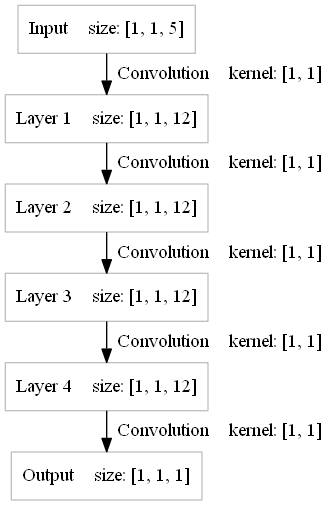 Input size: [1, 1, 5]
Convolution kernel: [1, 1]
Layer 1 size: [1, 1, 12]
Convolution kernel: [1, 1]
Layer 2 size: [1, 1, 12]
Convolution kernel: [1, 1]
Layer 3 size: [1, 1, 12]
Convolution kernel: [1, 1]
Layer 4 size: [1, 1, 12]
Convolution kernel: [1, 1]
Output size: [1, 1, 1]